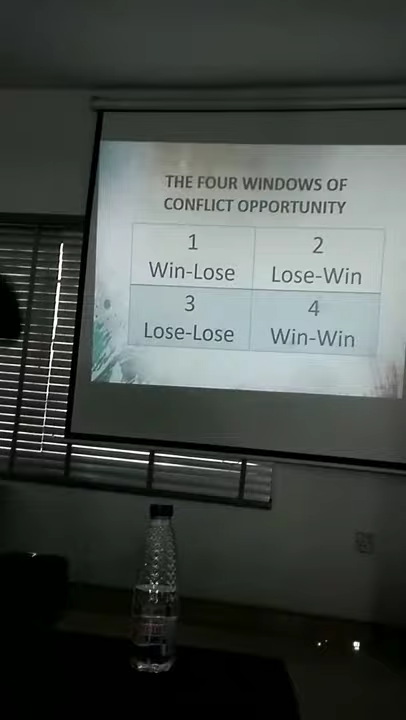 THE FOUR WINDOWS OF
CONFLICT OPPORTUNITY
1
Win-Lose
2
Lose-Win
3
Lose-Lose
4
Win-Win